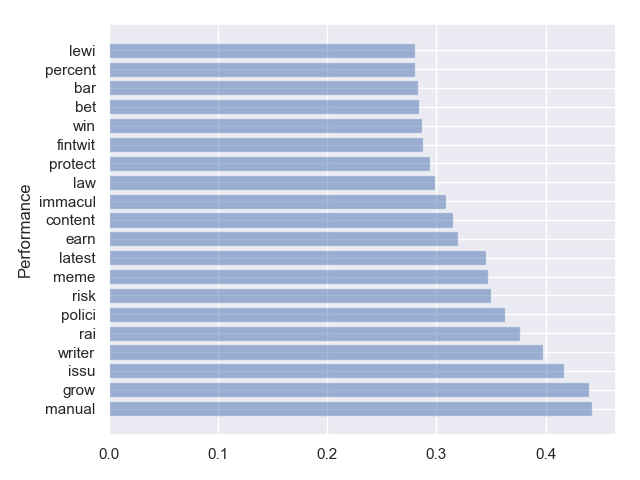 lewi
percent
bar
bet
win
fintwit
protect
law
immacul
content
earn
latest
meme
risk
polici
rai
writer
issu
grow
manual
Performance
0.0 0.1 0.2 0.3 0.4